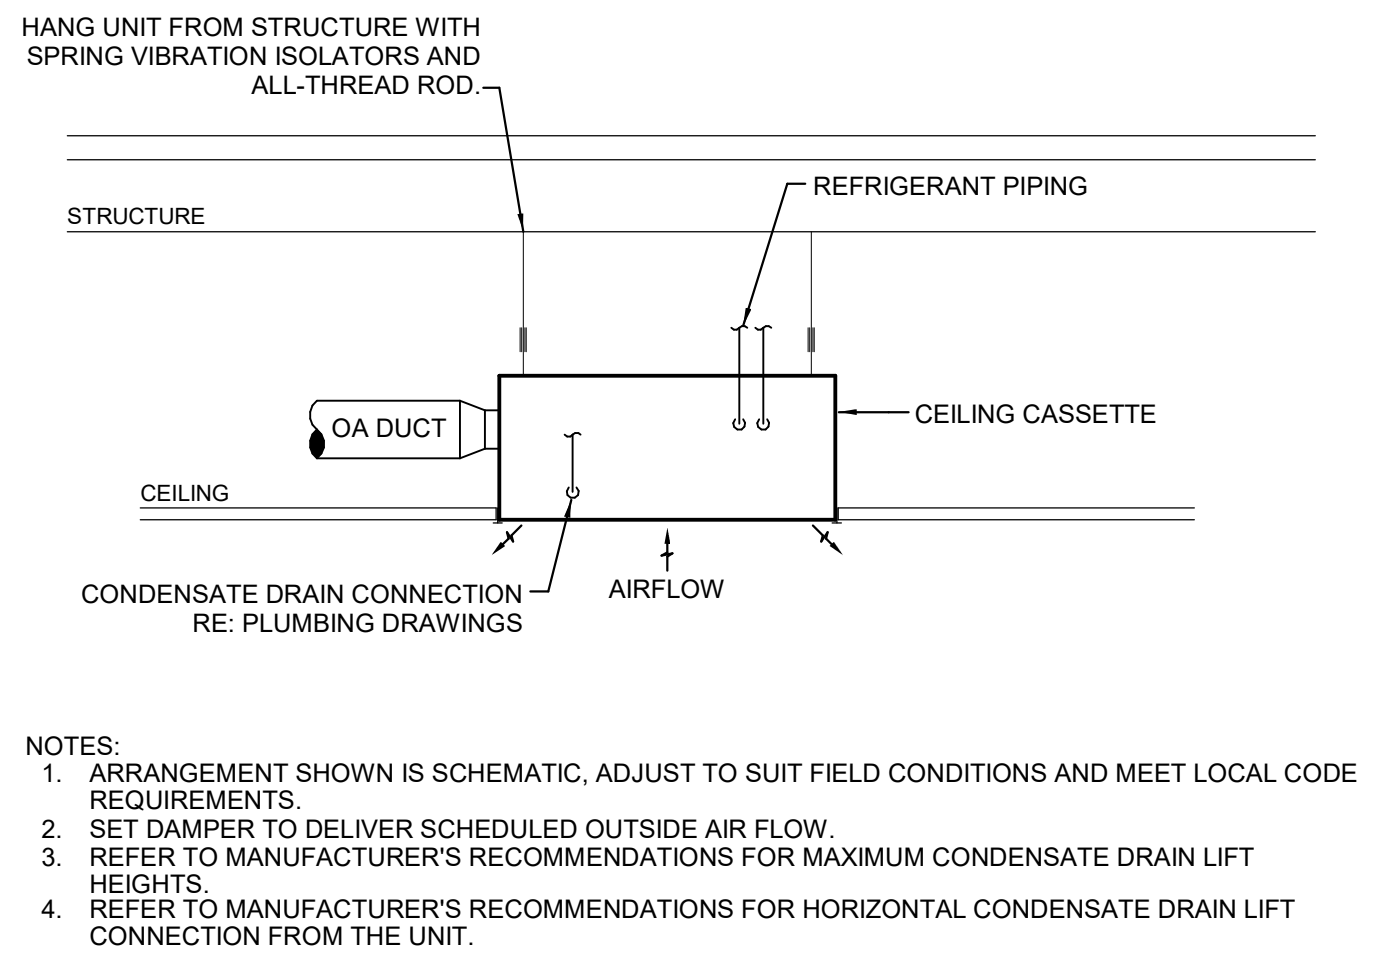 HANG UNIT FROM STRUCTURE WITH
SPRING VIBRATION ISOLATORS AND
ALL-THREAD ROD.
REFRIGERANT PIPING
STRUCTURE
OA DUCT
CEILING CASSETTE
CEILING
CONDENSATE DRAIN CONNECTION
RE: PLUMBING DRAWINGS
AIRFLOW
NOTES:
1. ARRANGEMENT SHOWN IS SCHEMATIC, ADJUST TO SUIT FIELD CONDITIONS AND MEET LOCAL CODE
REQUIREMENTS.
2. SET DAMPER TO DELIVER SCHEDULED OUTSIDE AIR FLOW.
3. REFER TO MANUFACTURER'S RECOMMENDATIONS FOR MAXIMUM CONDENSATE DRAIN LIFT
HEIGHTS.
4. REFER TO MANUFACTURER'S RECOMMENDATIONS FOR HORIZONTAL CONDENSATE DRAIN LIFT
CONNECTION FROM THE UNIT.